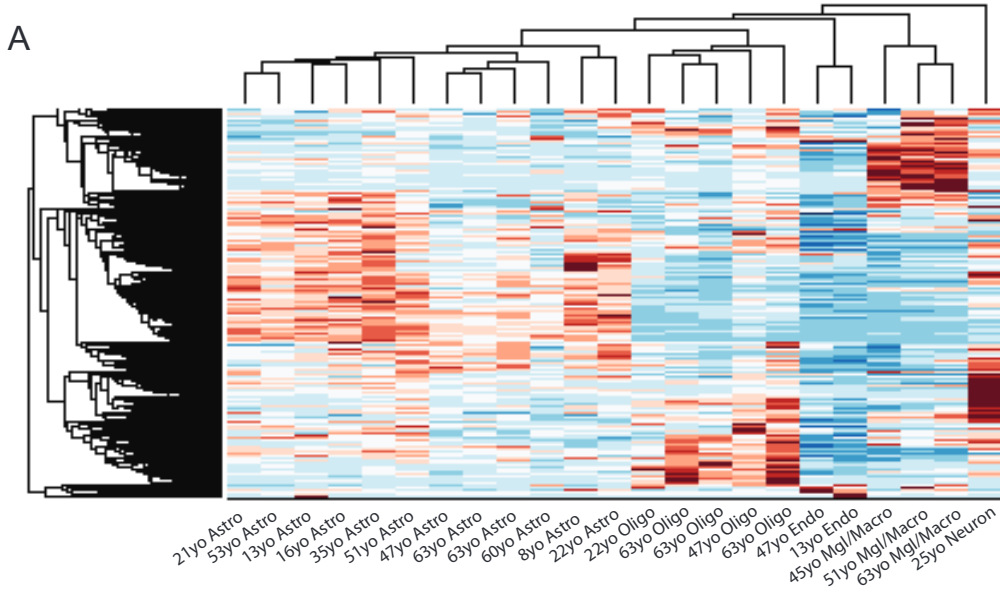 A
21yo Astro
53yo Astro
13yo Astro
16yo Astro
35yo Astro
51yo Astro
47yo Astro
63yo Astro
63yo Astro
60yo Astro
8yo Astro
22yo Astro
22yo Oligo
63yo Oligo
63yo Oligo
47yo Oligo
63yo Oligo
47yo Endo
13yo Endo
45yo Mgl/Macro
51yo Mgl/Macro
63yo Mgl/Macro
25yo Neuron